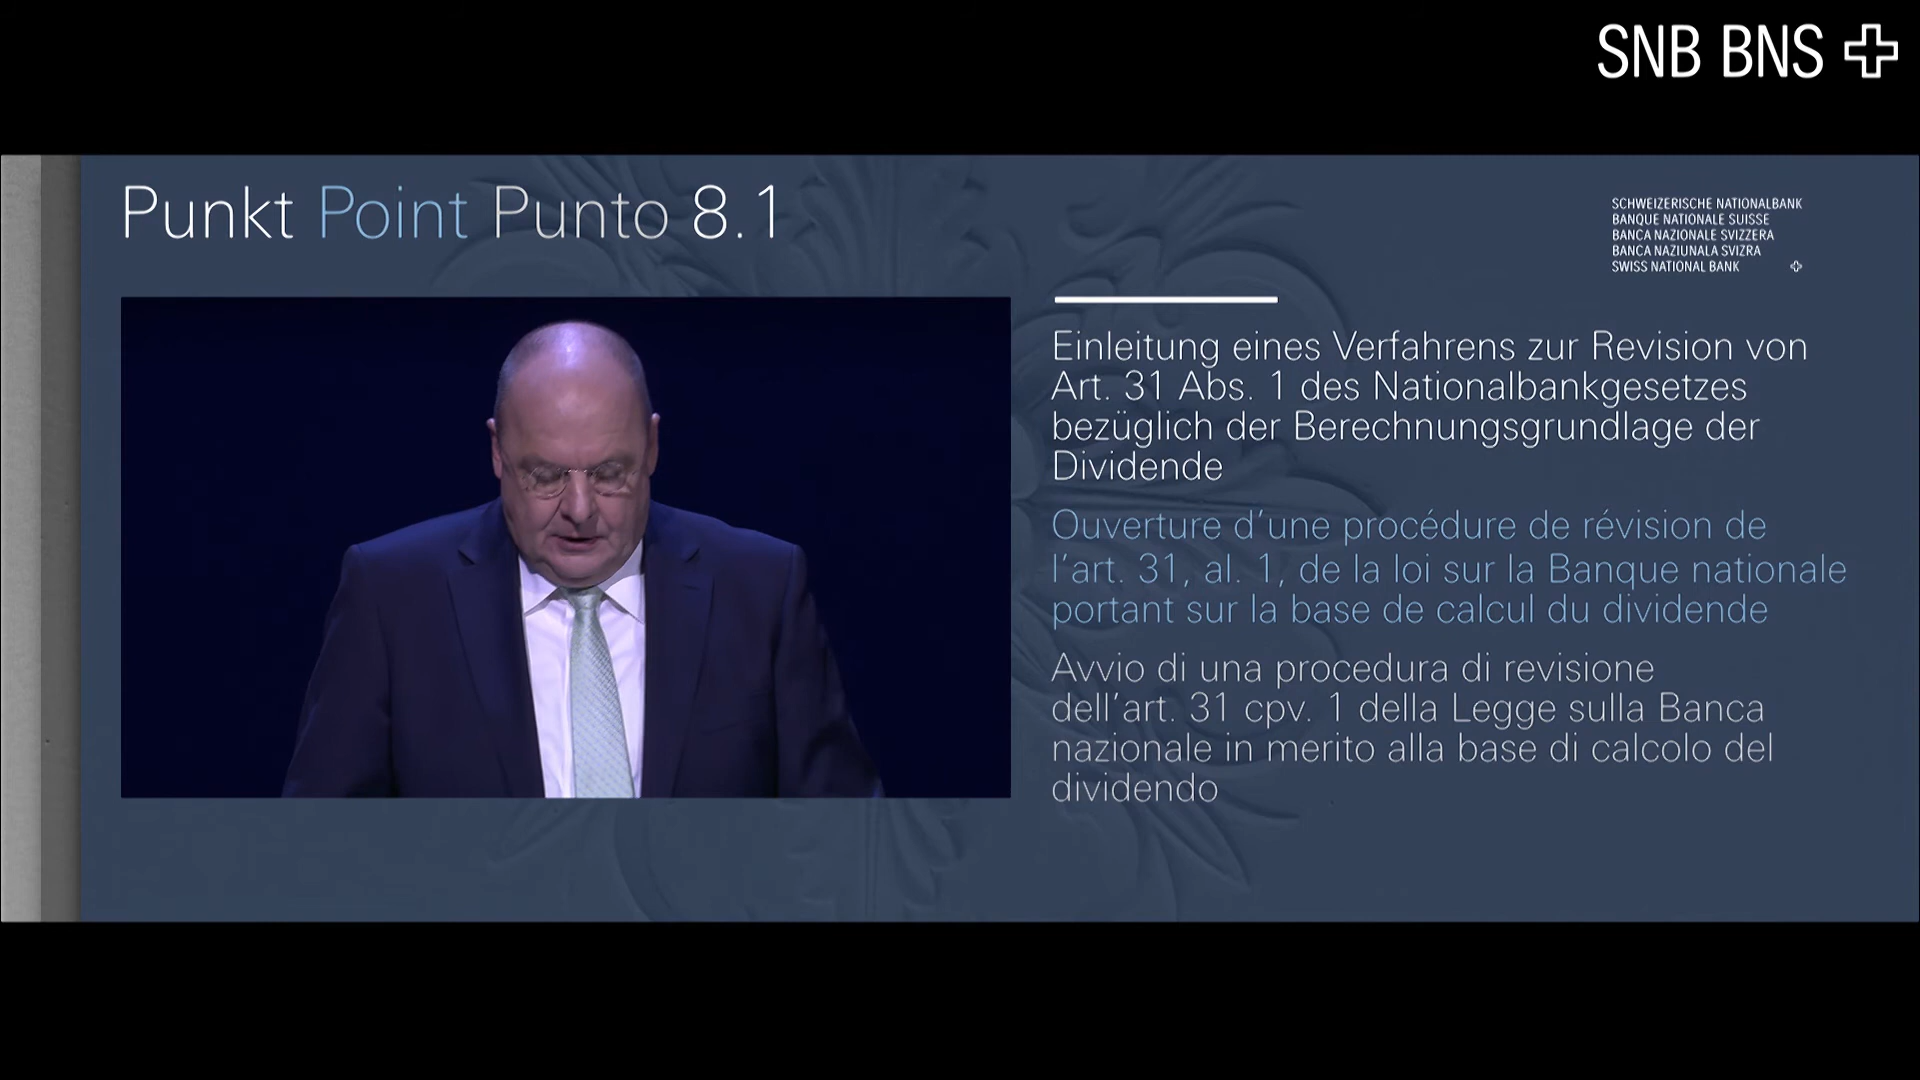 SNB BNS
Punkt Point Punto 8.1
SCHWEIZERISCHE NATIONALBANK
BANQUE NATIONALE SUISSE
BANCA NAZIONALE SVIZZERA
BANCA NAZIUNALA SVIZRA
SWISS NATIONAL BANK
Einleitung eines Verfahrens zur Revision von
Art. 31 Abs. 1 des Nationalbankgesetzes
bezüglich der Berechnungsgrundlage der
Dividende
Ouverture d’une procédure de révision de
l’art. 31, al. 1, de la loi sur la Banque nationale
portant sur la base de calcul du dividende
Avvio di una procedura di revisione
dell’art. 31 cpv. 1 della Legge sulla Banca
nazionale in merito alla base di calcolo del
dividendo